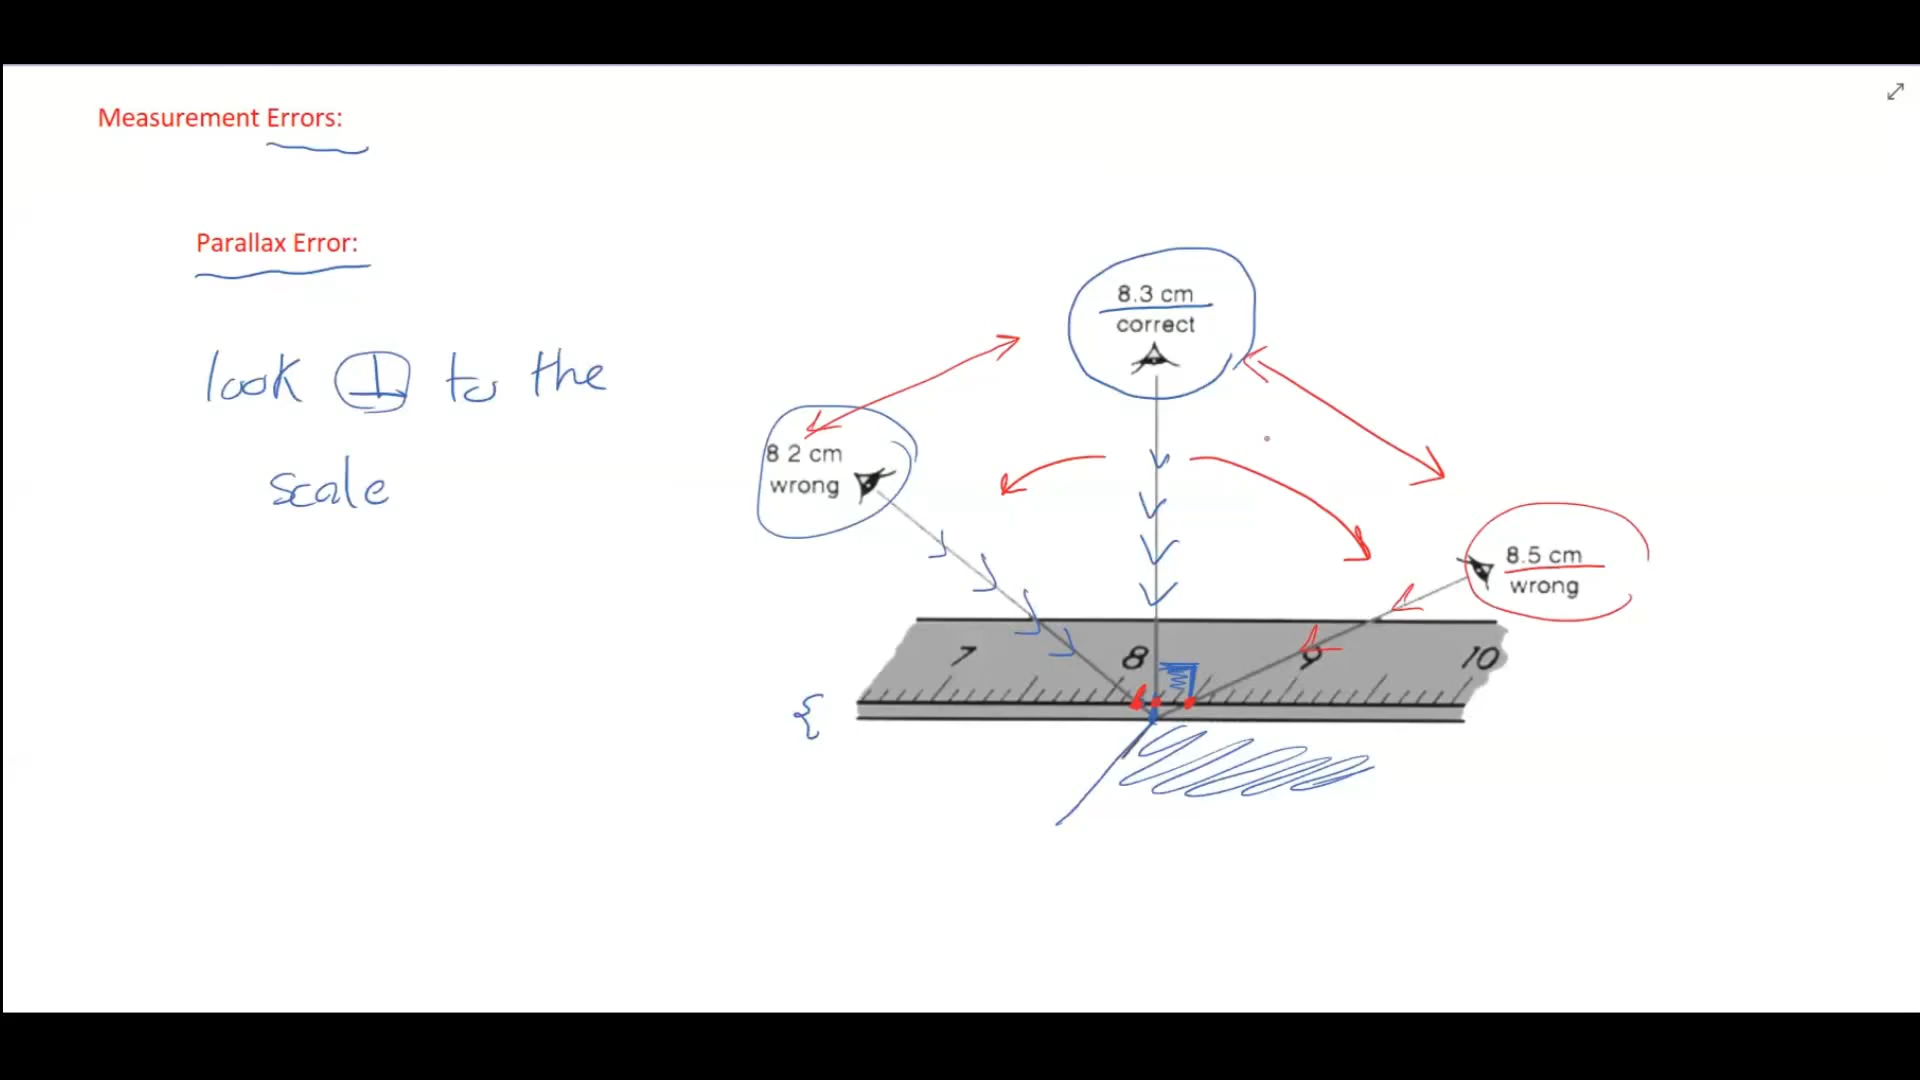 Measurement Errors:
Parallax Error:
look ⊥ to the
scale
8.3 cm
correct
8 2 cm
wrong
8.5 cm
wrong
7 8 9 10